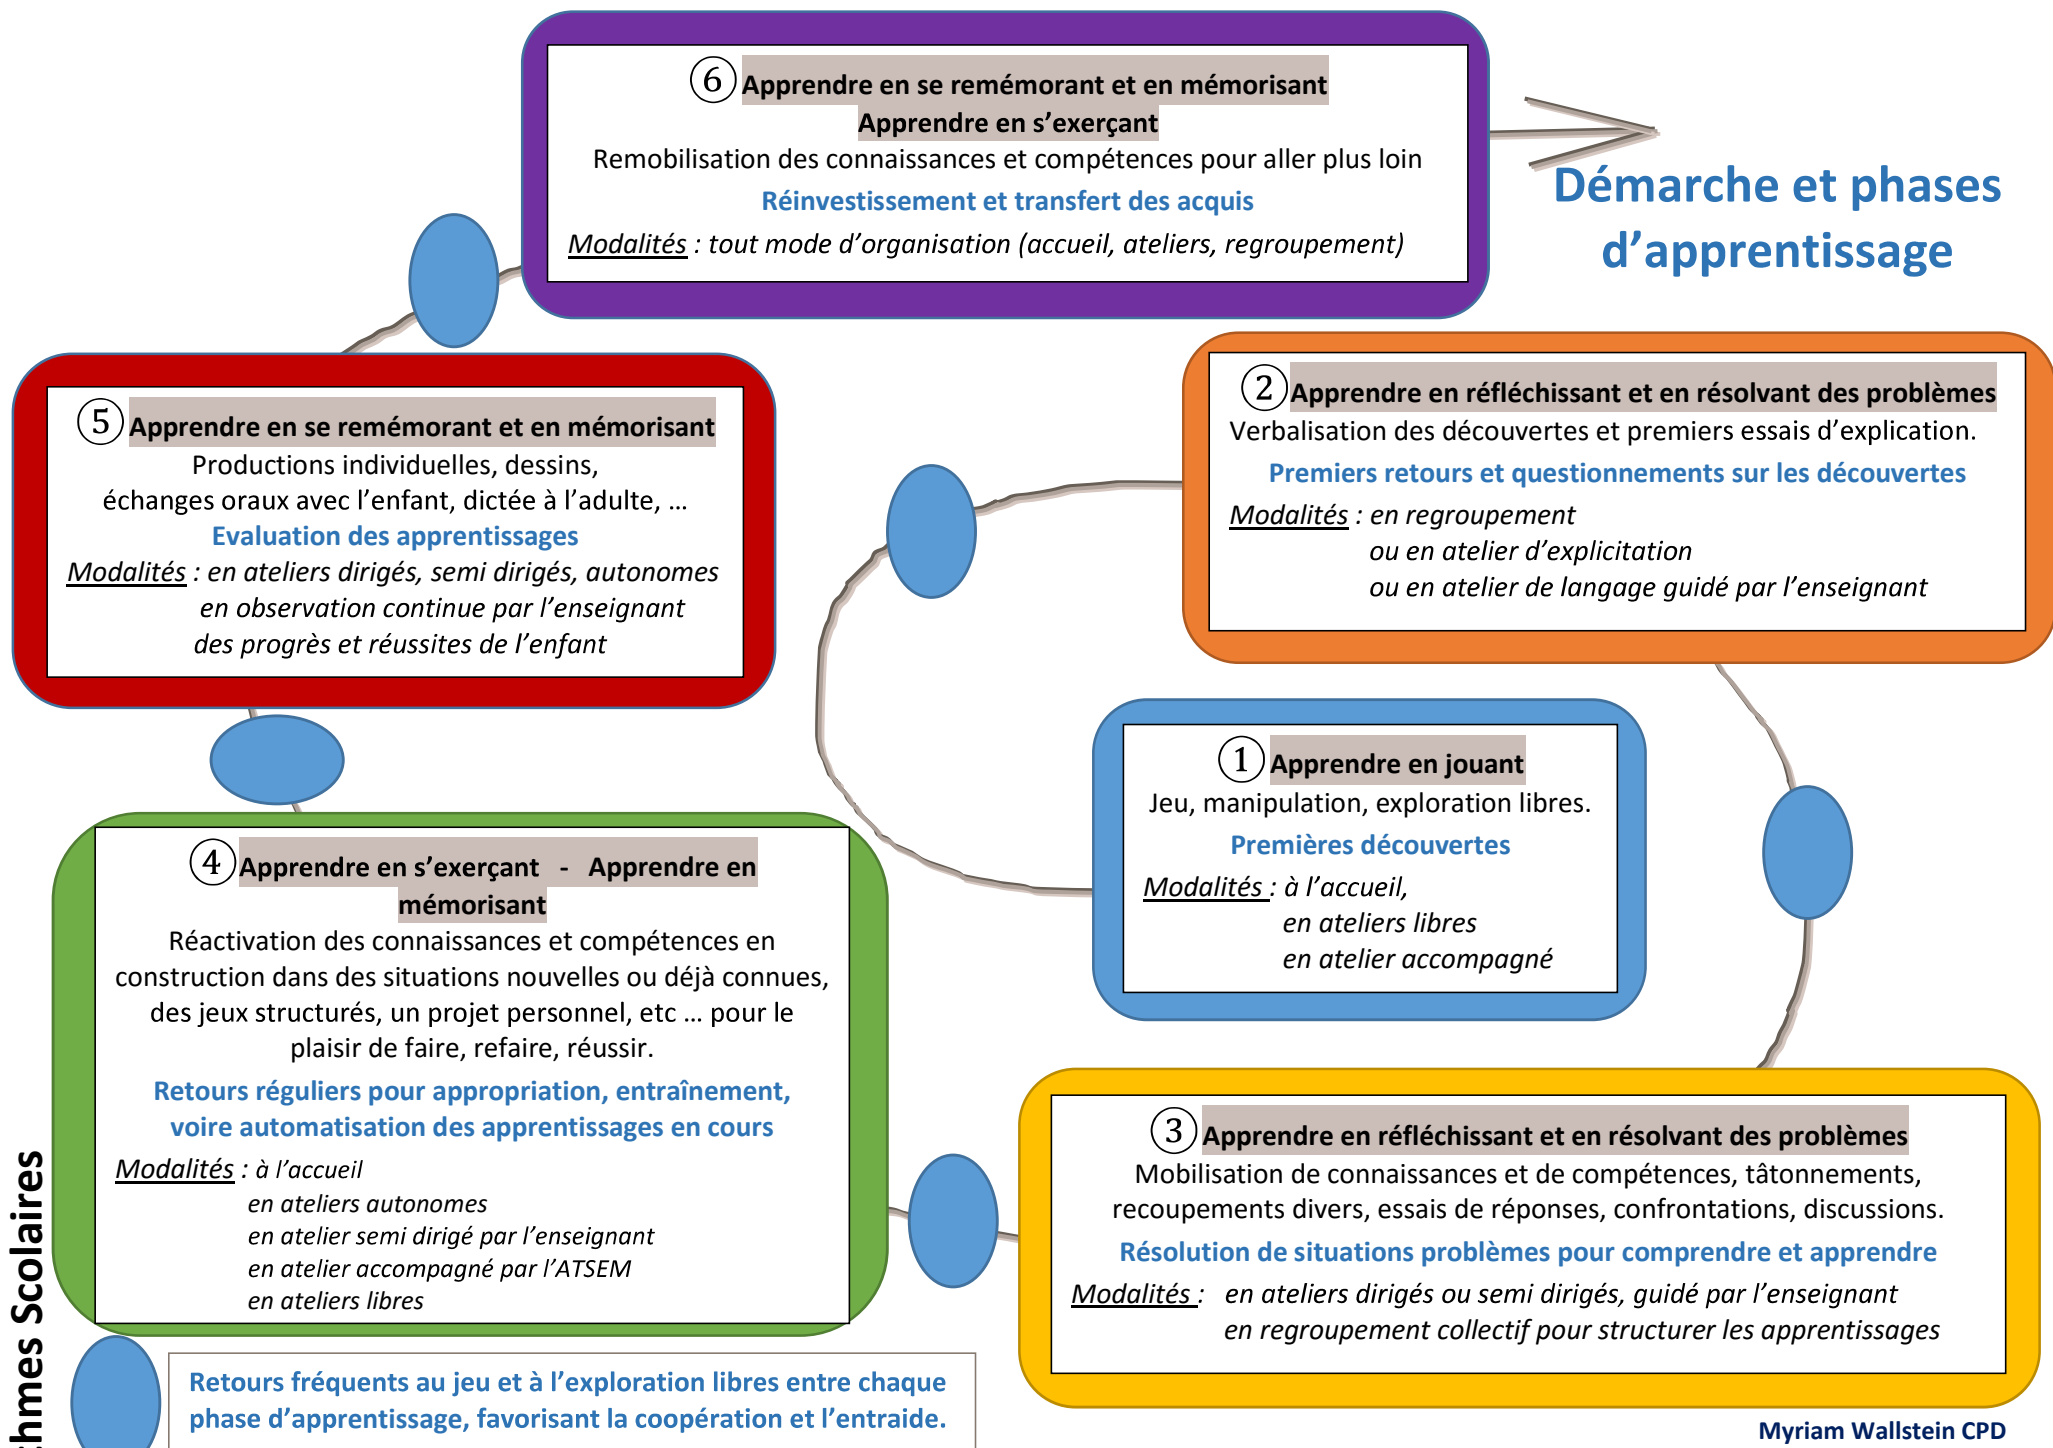 ⑥ Apprendre en se remémorant et en mémorisant
Apprendre en s’exerçant
Remobilisation des connaissances et compétences pour aller plus loin
Réinvestissement et transfert des acquis
Modalités : tout mode d’organisation (accueil, ateliers, regroupement)
Démarche et phases
d’apprentissage
⑤ Apprendre en se remémorant et en mémorisant
Productions individuelles, dessins,
échanges oraux avec l’enfant, dictée à l’adulte, …
Evaluation des apprentissages
Modalités : en ateliers dirigés, semi dirigés, autonomes
en observation continue par l’enseignant
des progrès et réussites de l’enfant
② Apprendre en réfléchissant et en résolvant des problèmes
Verbalisation des découvertes et premiers essais d’explication.
Premiers retours et questionnements sur les découvertes
Modalités : en regroupement
ou en atelier d’explicitation
ou en atelier de langage guidé par l’enseignant
① Apprendre en jouant
Jeu, manipulation, exploration libres.
Premières découvertes
Modalités : à l’accueil,
en ateliers libres
en atelier accompagné
④ Apprendre en s’exerçant - Apprendre en
mémorisant
Réactivation des connaissances et compétences en
construction dans des situations nouvelles ou déjà connues,
des jeux structurés, un projet personnel, etc … pour le
plaisir de faire, refaire, réussir.
Retours réguliers pour appropriation, entraînement,
voire automatisation des apprentissages en cours
Modalités : à l’accueil
en ateliers autonomes
en atelier semi dirigé par l’enseignant
en atelier accompagné par l’ATSEM
en ateliers libres
③ Apprendre en réfléchissant et en résolvant des problèmes
Mobilisation de connaissances et de compétences, tâtonnements,
recoupements divers, essais de réponses, confrontations, discussions.
Résolution de situations problèmes pour comprendre et apprendre
Modalités : en ateliers dirigés ou semi dirigés, guidé par l’enseignant
en regroupement collectif pour structurer les apprentissages
Retours fréquents au jeu et à l’exploration libres entre chaque
phase d’apprentissage, favorisant la coopération et l’entraide.
Scolaires
Myriam Wallstein CPD